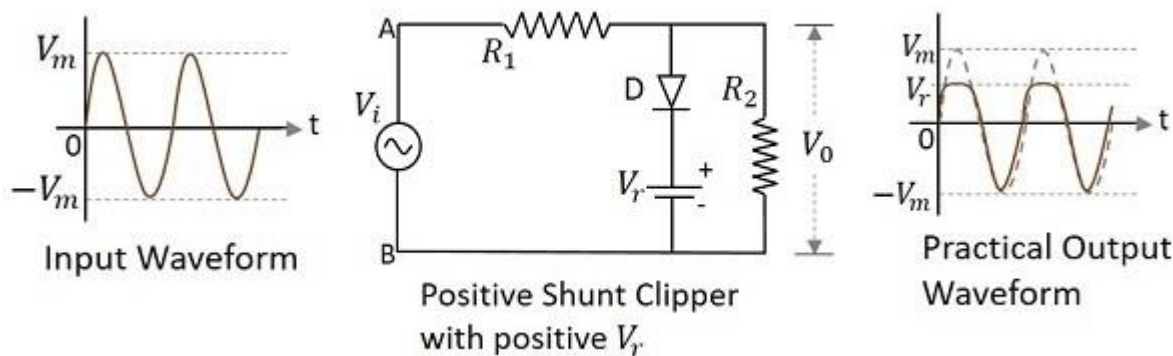 V_m
0
t
−V_m
Input Waveform
A
R_1
V_i
D
R_2
V_r
+
-
V_0
B
Positive Shunt Clipper
with positive V_r
V_m
V_r
0
t
−V_m
Practical Output
Waveform